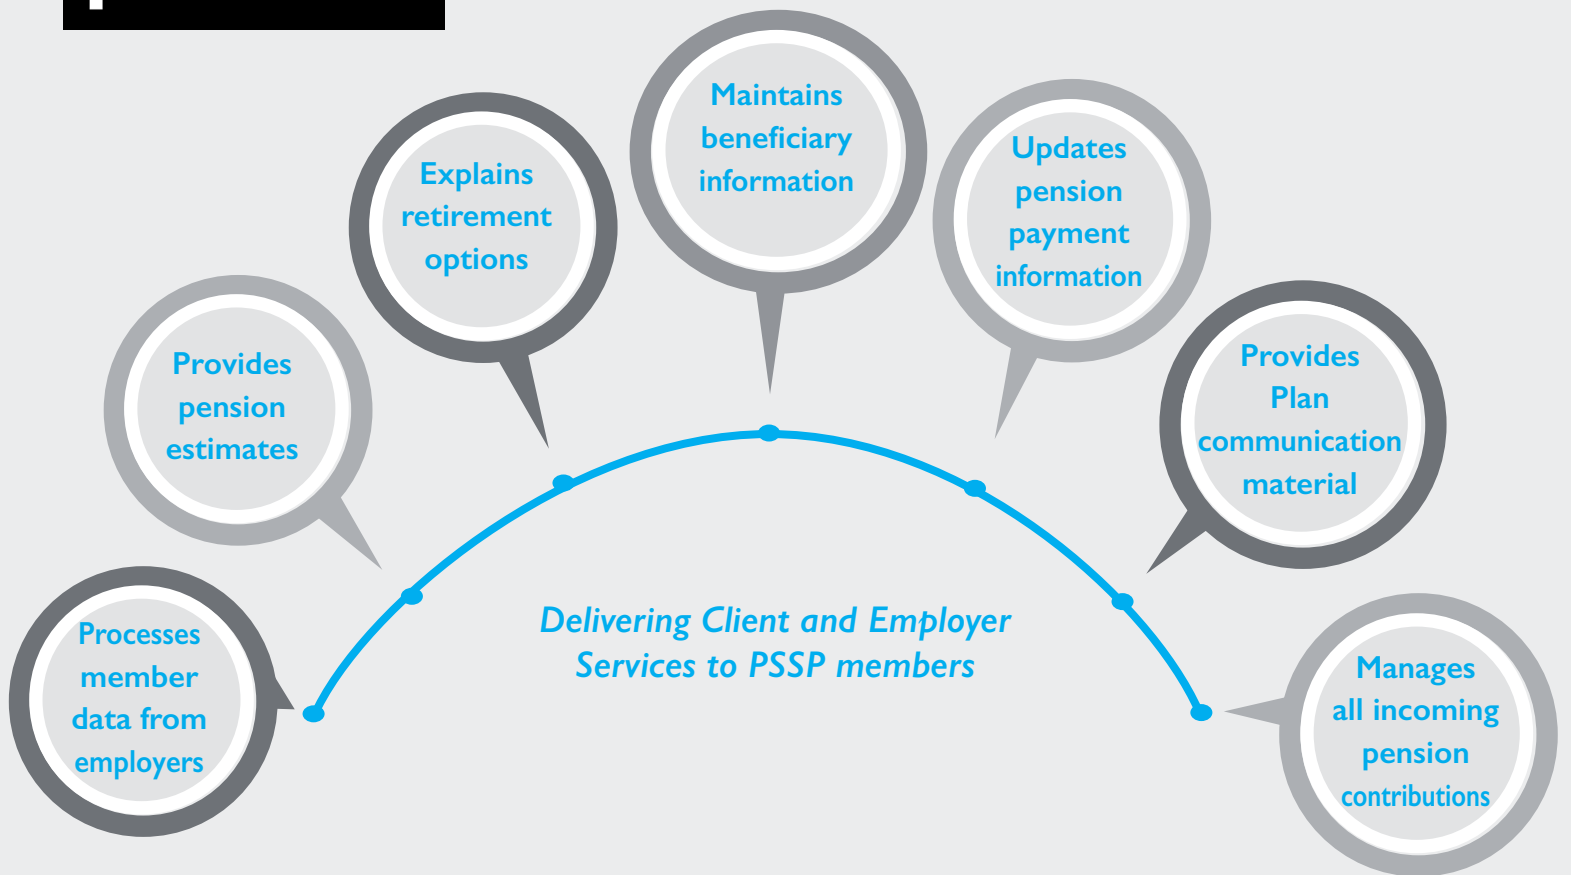 Processes
member
data from
employers
Provides
pension
estimates
Explains
retirement
options
Maintains
beneficiary
information
Updates
pension
payment
information
Provides
Plan
communication
material
Manages
all incoming
pension
contributions
Delivering Client and Employer
Services to PSSP members